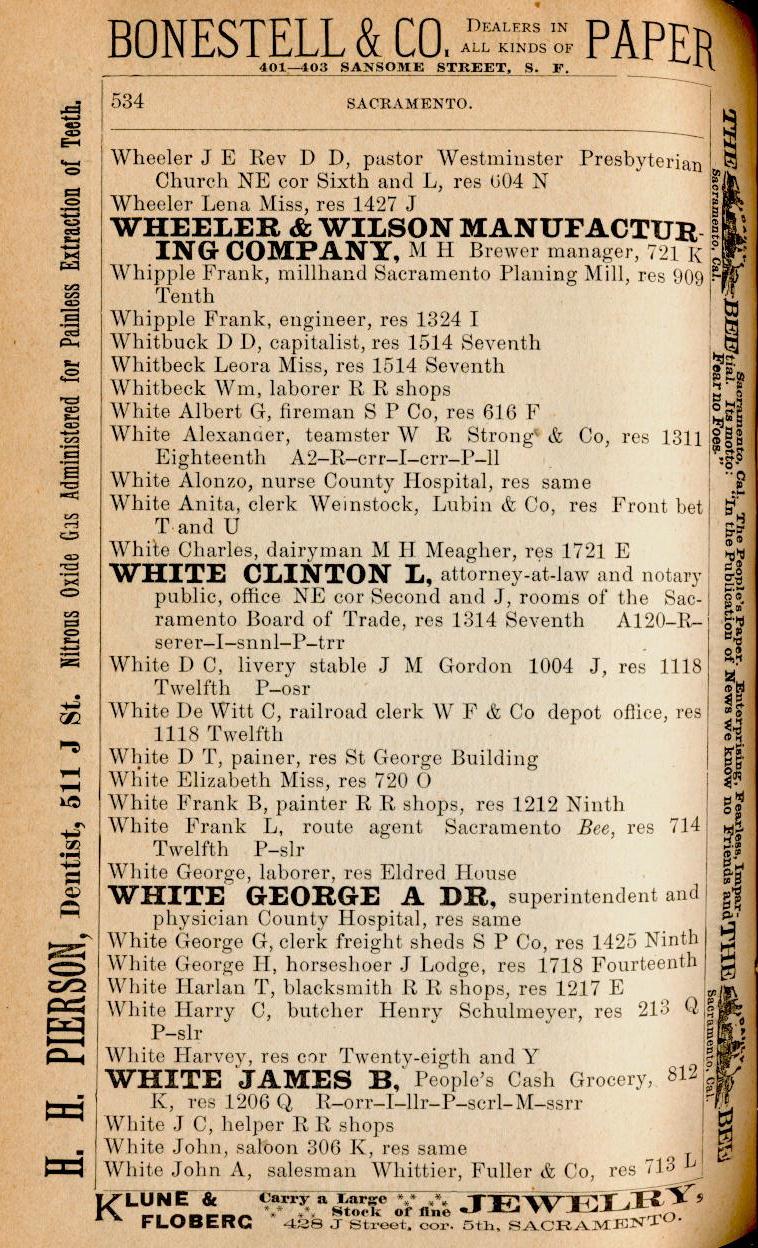 BONESTELL & CO. DEALERS IN ALL KINDS OF PAPER
401—403 SANSOME STREET, S. F.
534 SACRAMENTO.
Wheeler J E Rev D D, pastor Westminster Presbyterian
Church NE cor Sixth and L, res 604 N
Wheeler Lena Miss, res 1427 J
WHEELER & WILSON MANUFACTUR-
ING COMPANY, M H Brewer manager, 721 K
Whipple Frank, millhand Sacramento Planing Mill, res 909
Tenth
Whipple Frank, engineer, res 1324 I
Whitbuck D D, capitalist, res 1514 Seventh
Whitbeck Leora Miss, res 1514 Seventh
Whitbeck Wm, laborer R R shops
White Albert G, fireman S P Co, res 616 F
White Alexander, teamster W R Strong & Co, res 1311
Eighteenth A2–R–crr–I–crr–P–ll
White Alonzo, nurse County Hospital, res same
White Anita, clerk Weinstock, Lubin & Co, res Front bet
T and U
White Charles, dairyman M H Meagher, res 1721 E
WHITE CLINTON L, attorney-at-law and notary
public, office NE cor Second and J, rooms of the Sac-
ramento Board of Trade, res 1314 Seventh A120–R–
serer–I–snnl–P–trr
White D C, livery stable J M Gordon 1004 J, res 1118
Twelfth P–osr
White De Witt C, railroad clerk W F & Co depot office, res
1118 Twelfth
White D T, painer, res St George Building
White Elizabeth Miss, res 720 O
White Frank B, painter R R shops, res 1212 Ninth
White Frank L, route agent Sacramento Bee, res 714
Twelfth P–slr
White George, laborer, res Eldred House
WHITE GEORGE A DR, superintendent and
physician County Hospital, res same
White George G, clerk freight sheds S P Co, res 1425 Ninth
White George H, horseshoer J Lodge, res 1718 Fourteenth
White Harlan T, blacksmith R R shops, res 1217 E
White Harry C, butcher Henry Schulmeyer, res 213 Q
P–slr
White Harvey, res cor Twenty-eigth and Y
WHITE JAMES B, People's Cash Grocery, 812
K, res 1206 Q R–orr–I–llr–P–scrl–M–ssrr
White J C, helper R R shops
White John, saloon 306 K, res same
White John A, salesman Whittier, Fuller & Co, res 713 L
KLUNE & FLOBERG Carry a Large Stock of fine JEWELRY,
428 J Street, cor. 5th, SACRAMENTO.
H. H. PIERSON, Dentist, 511 J St. Nitrous Oxide Gas Administered for Painless Extraction of Teeth.
THE BEE
Sacramento, Cal.
Sacramento, Cal. The People's Paper. Enterprising, Fearless, Impar-
tial. Its motto: "In the Publication of News we know no Friends and
Fear no Foes."
THE BEE
Sacramento, Cal.